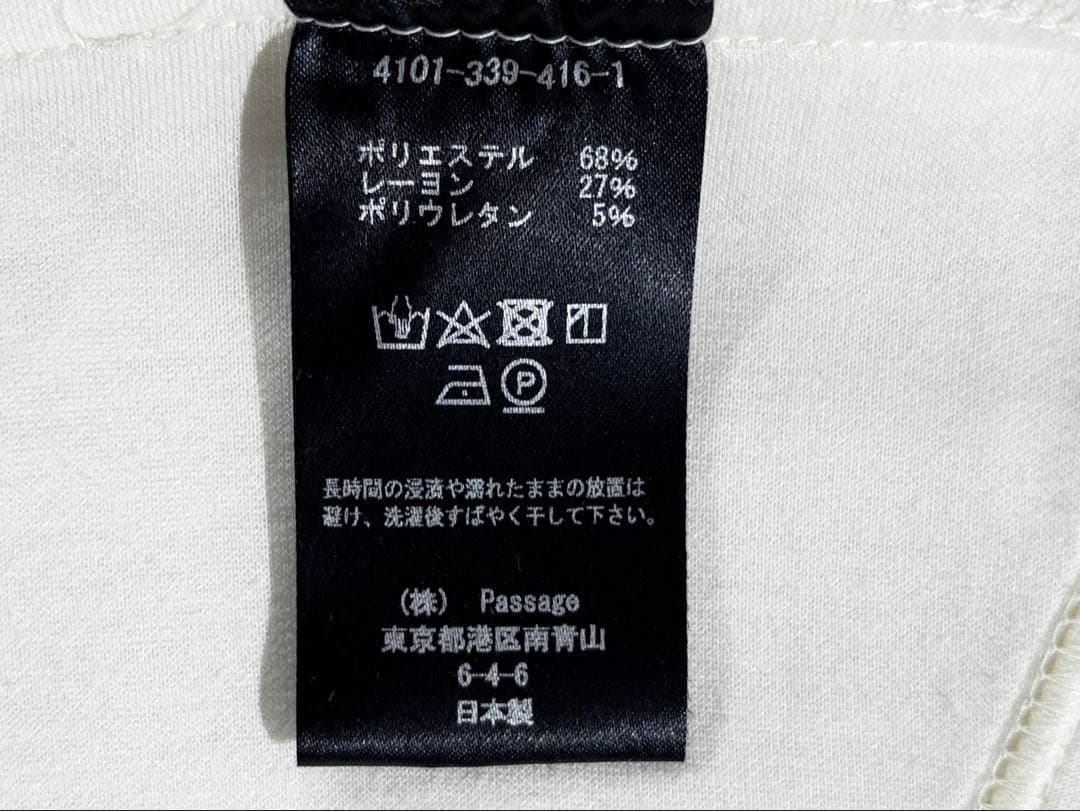 4101-339-416-1
ポリエステル 68%
レーヨン 27%
ポリウレタン 5%
P
長時間の浸漬や濡れたままの放置は
避け、洗濯後すばやく干して下さい。
(株) Passage
東京都港区南青山
6-4-6
日本製